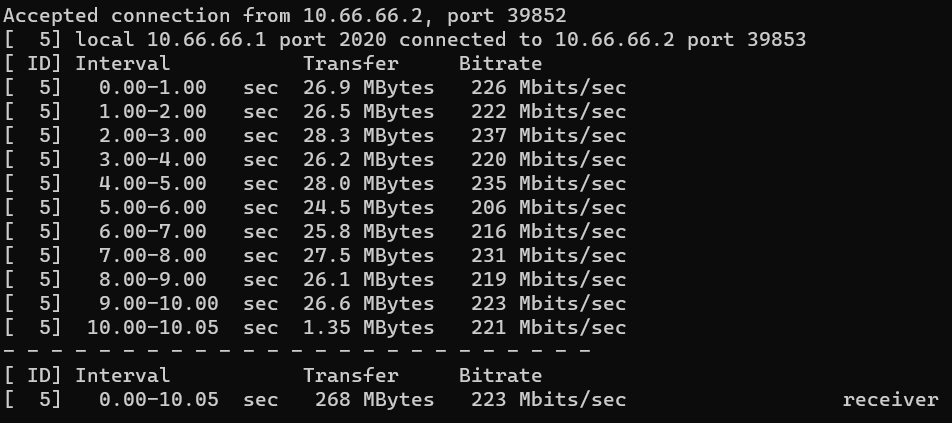 Accepted connection from 10.66.66.2, port 39852
[  5] local 10.66.66.1 port 2020 connected to 10.66.66.2 port 39853
[ ID] Interval           Transfer     Bitrate
[  5]   0.00-1.00   sec  26.9 MBytes   226 Mbits/sec
[  5]   1.00-2.00   sec  26.5 MBytes   222 Mbits/sec
[  5]   2.00-3.00   sec  28.3 MBytes   237 Mbits/sec
[  5]   3.00-4.00   sec  26.2 MBytes   220 Mbits/sec
[  5]   4.00-5.00   sec  28.0 MBytes   235 Mbits/sec
[  5]   5.00-6.00   sec  24.5 MBytes   206 Mbits/sec
[  5]   6.00-7.00   sec  25.8 MBytes   216 Mbits/sec
[  5]   7.00-8.00   sec  27.5 MBytes   231 Mbits/sec
[  5]   8.00-9.00   sec  26.1 MBytes   219 Mbits/sec
[  5]   9.00-10.00  sec  26.6 MBytes   223 Mbits/sec
[  5]  10.00-10.05  sec  1.35 MBytes   221 Mbits/sec
- - - - - - - - - - - - - - - - - - - - - - - - -
[ ID] Interval           Transfer     Bitrate
[  5]   0.00-10.05  sec   268 MBytes   223 Mbits/sec                  receiver